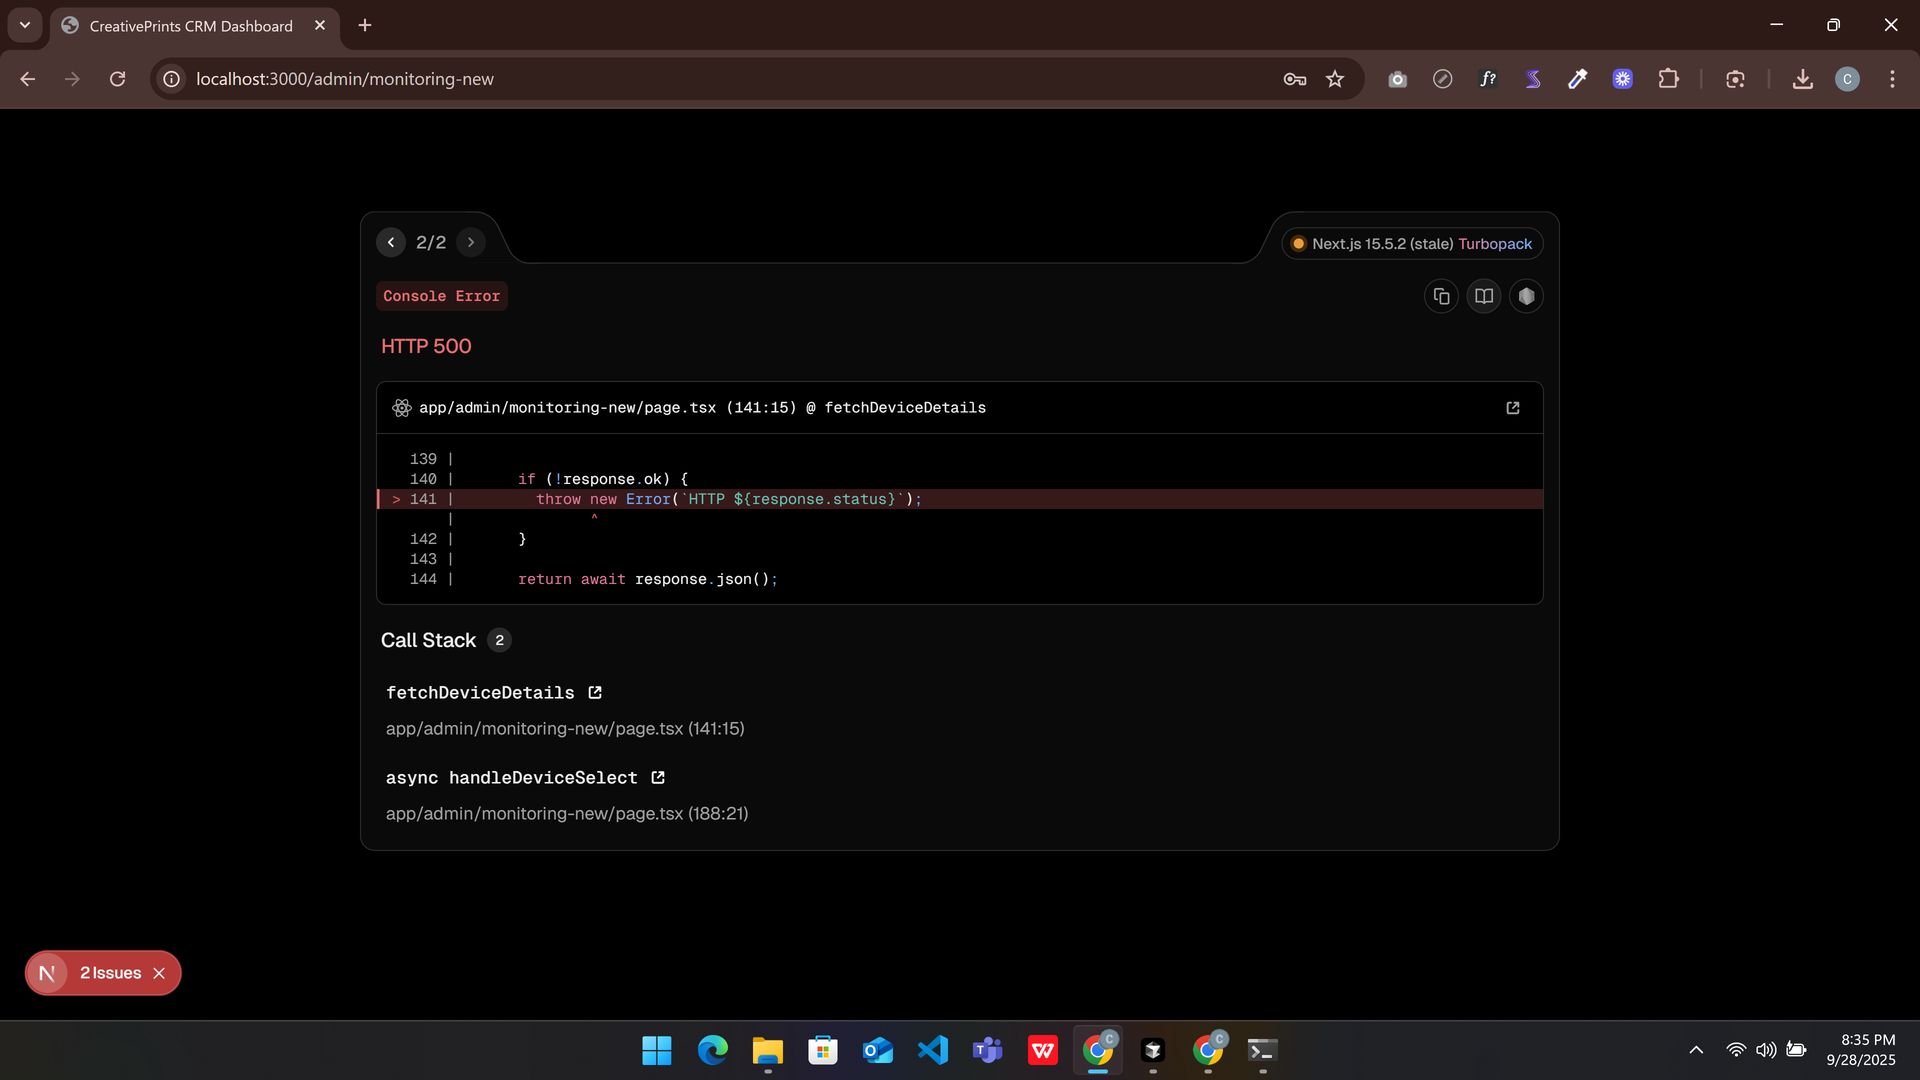 CreativePrints CRM Dashboard
localhost:3000/admin/monitoring-new
f?
C
2/2
Next.js 15.5.2 (stale) Turbopack
Console Error
HTTP 500
app/admin/monitoring-new/page.tsx (141:15) @ fetchDeviceDetails
139 |
140 | if (!response.ok) {
> 141 | throw new Error(`HTTP ${response.status}`);
| ^
142 | }
143 |
144 | return await response.json();
Call Stack 2
fetchDeviceDetails
app/admin/monitoring-new/page.tsx (141:15)
async handleDeviceSelect
app/admin/monitoring-new/page.tsx (188:21)
N 2 Issues
C
C
8:35 PM
9/28/2025